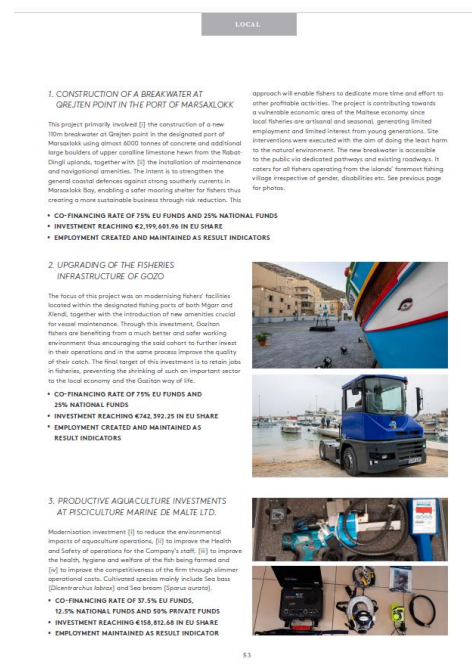 LOCAL
1. CONSTRUCTION OF A BREAKWATER AT
QREJTEN POINT IN THE PORT OF MARSAXLOKK
This project primarily involved [i] the construction of a new
110m breakwater at Qrejten point in the designated port of
Marsaxlokk using almost 6000 tonnes of concrete and additional
large boulders of upper coralline limestone hewn from the Rabat-
Dingli uplands, together with [ii] the installation of maintenance
and navigational amenities. The intent is to strengthen the
general coastal defences against strong southerly currents in
Marsaxlokk Bay, enabling a safer mooring shelter for fishers thus
creating a more sustainable business through risk reduction. This
approach will enable fishers to dedicate more time and effort to
other profitable activities. The project is contributing towards
a vulnerable economic area of the Maltese economy since
local fisheries are artisanal and seasonal, generating limited
employment and limited interest from young generations. Site
interventions were executed with the aim of doing the least harm
to the natural environment. The new breakwater is accessible
to the public via dedicated pathways and existing roadways. It
caters for all fishers operating from the islands' foremost fishing
village irrespective of gender, disabilities etc. See previous page
for photos.
• CO-FINANCING RATE OF 75% EU FUNDS AND 25% NATIONAL FUNDS
• INVESTMENT REACHING €2,199,601.96 IN EU SHARE
• EMPLOYMENT CREATED AND MAINTAINED AS RESULT INDICATORS
2. UPGRADING OF THE FISHERIES
INFRASTRUCTURE OF GOZO
The focus of this project was on modernising fishers' facilities
located within the designated fishing ports of both Mgarr and
Xlendi, together with the introduction of new amenities crucial
for vessel maintenance. Through this investment, Gozitan
fishers are benefiting from a much better and safer working
environment thus encouraging the said cohort to further invest
in their operations and in the same process improve the quality
of their catch. The final target of this investment is to retain jobs
in fisheries, preventing the shrinking of such an important sector
to the local economy and the Gozitan way of life.
• CO-FINANCING RATE OF 75% EU FUNDS AND
25% NATIONAL FUNDS
• INVESTMENT REACHING €742,392.25 IN EU SHARE
• EMPLOYMENT CREATED AND MAINTAINED AS
RESULT INDICATORS
3. PRODUCTIVE AQUACULTURE INVESTMENTS
AT PISCICULTURE MARINE DE MALTE LTD.
Modernisation investment [i] to reduce the environmental
impacts of aquaculture operations, [ii] to improve the Health
and Safety of operations for the Company's staff, [iii] to improve
the health, hygiene and welfare of the fish being farmed and
[iv] to improve the competitiveness of the firm through slimmer
operational costs. Cultivated species mainly include Sea bass
[Dicentrarchus labrax] and Sea bream [Sparus aurata].
• CO-FINANCING RATE OF 37.5% EU FUNDS,
12.5% NATIONAL FUNDS AND 50% PRIVATE FUNDS
• INVESTMENT REACHING €158,812.68 IN EU SHARE
• EMPLOYMENT MAINTAINED AS RESULT INDICATOR
53